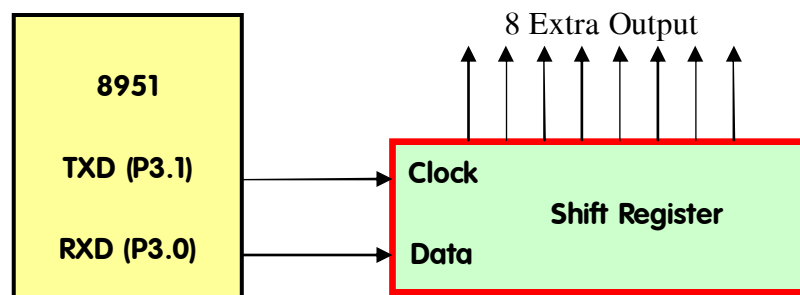 8 Extra Output
8951
TXD (P3.1)
Clock
Shift Register
RXD (P3.0)
Data